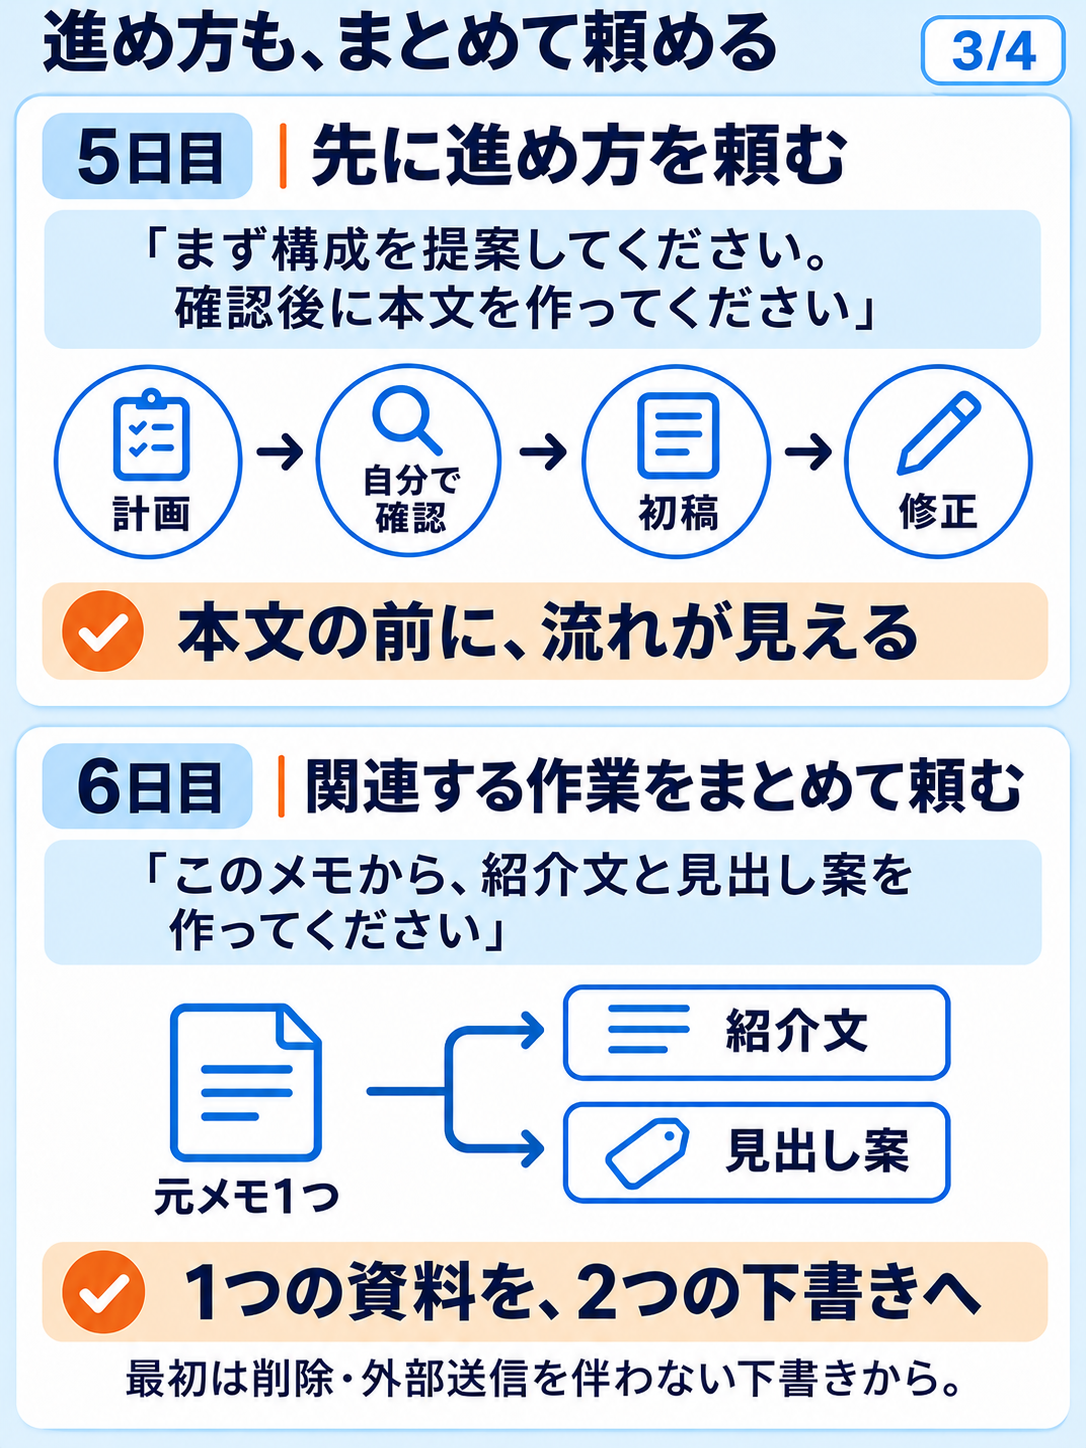 進め方も、まとめて頼める
3/4
5日目
先に進め方を頼む
「まず構成を提案してください。
確認後に本文を作ってください」
計画
自分で
確認
初稿
修正
本文の前に、流れが見える
6日目
関連する作業をまとめて頼む
「このメモから、紹介文と見出し案を
作ってください」
元メモ1つ
紹介文
見出し案
1つの資料を、2つの下書きへ
最初は削除・外部送信を伴わない下書きから。